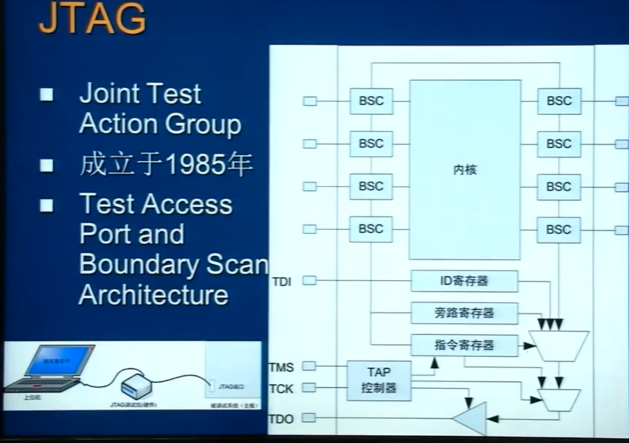 JTAG
Joint Test
Action Group
成立于1985年
Test Access
Port and
Boundary Scan
Architecture
BSC
BSC
BSC
BSC
内核
BSC
BSC
BSC
BSC
TDI
ID寄存器
旁路寄存器
指令寄存器
TMS
TCK
TDO
TAP
控制器
上位机
JTAG调试仪(硬件)
JTAG接口
被调试系统(主板)